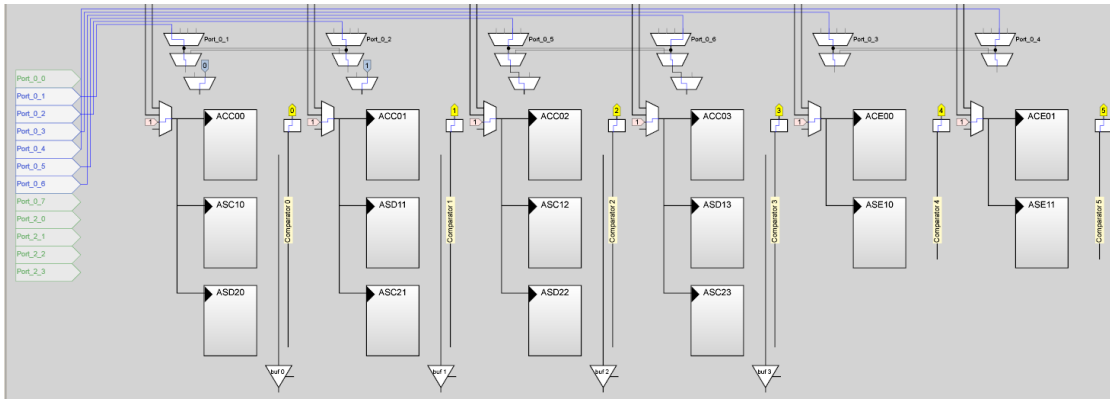 Port_0_1
Port_0_2
Port_0_5
Port_0_6
Port_0_3
Port_0_4
0
1
Port_0_0
Port_0_1
Port_0_2
Port_0_3
Port_0_4
Port_0_5
Port_0_6
Port_0_7
Port_2_0
Port_2_1
Port_2_2
Port_2_3
1
ACC00
0
1
ACC01
1
1
ACC02
2
1
ACC03
3
1
ACE00
4
1
ACE01
5
ASC10
Comparator 0
ASD11
Comparator 1
ASC12
Comparator 2
ASD13
Comparator 3
ASE10
Comparator 4
ASE11
Comparator 5
ASD20
ASC21
ASD22
ASC23
buf 0
buf 1
buf 2
buf 3